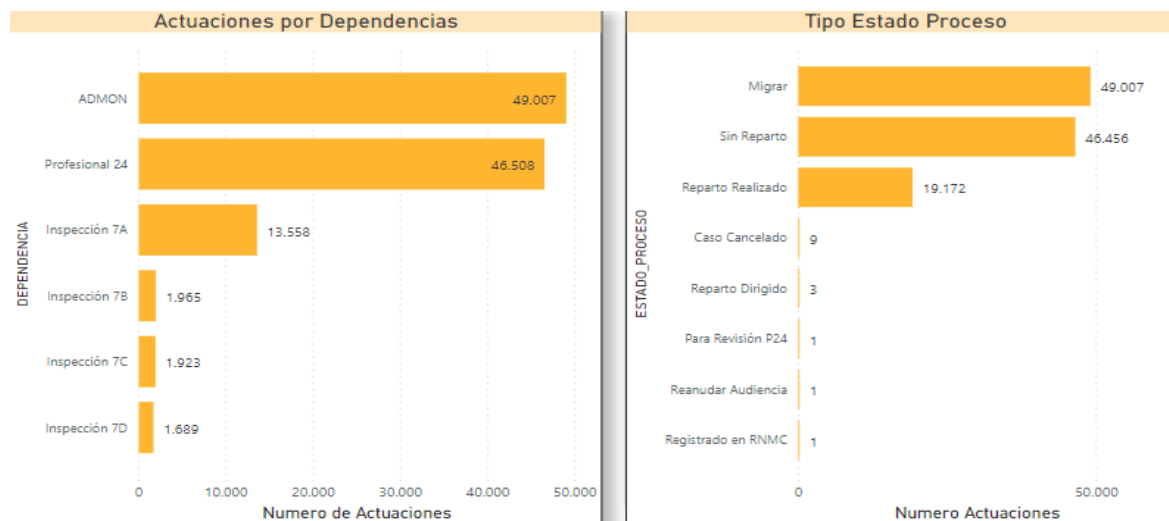 Actuaciones por Dependencias
DEPENDENCIA
ADMON 49.007
Profesional 24 46.508
Inspección 7A 13.558
Inspección 7B 1.965
Inspección 7C 1.923
Inspección 7D 1.689
0 10.000 20.000 30.000 40.000 50.000
Numero de Actuaciones
Tipo Estado Proceso
ESTADO_PROCESO
Migrar 49.007
Sin Reparto 46.456
Reparto Realizado 19.172
Caso Cancelado 9
Reparto Dirigido 3
Para Revisión P24 1
Reanudar Audiencia 1
Registrado en RNMC 1
0 50.000
Numero Actuaciones